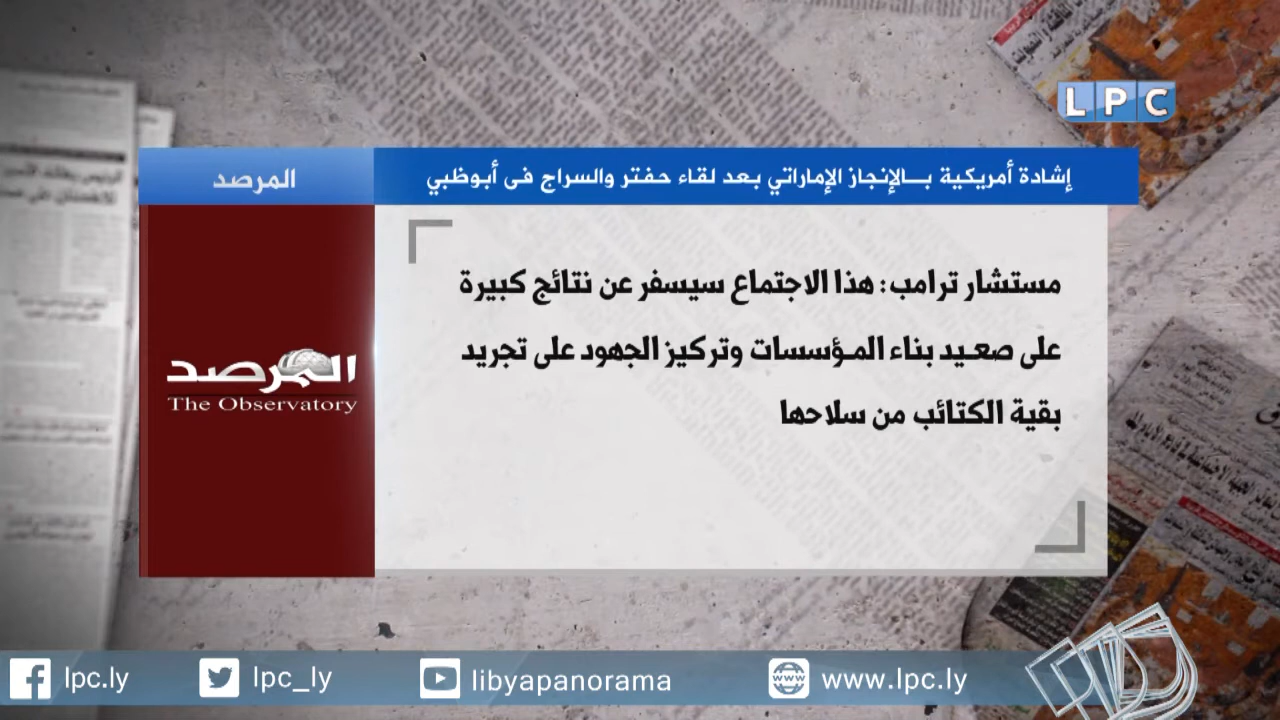 LPC
إشادة أمريكية بـــالإنجاز الإماراتي بعد لقاء حفتر والسراج فى أبوظبي
المرصد
مستشار ترامب: هذا الاجتماع سيسفر عن نتائج كبيرة
على صعيد بناء المؤسسات وتركيز الجهود على تجريد
بقية الكتائب من سلاحها
المرصد
The Observatory
lpc.ly
lpc_ly
libyapanorama
www.lpc.ly